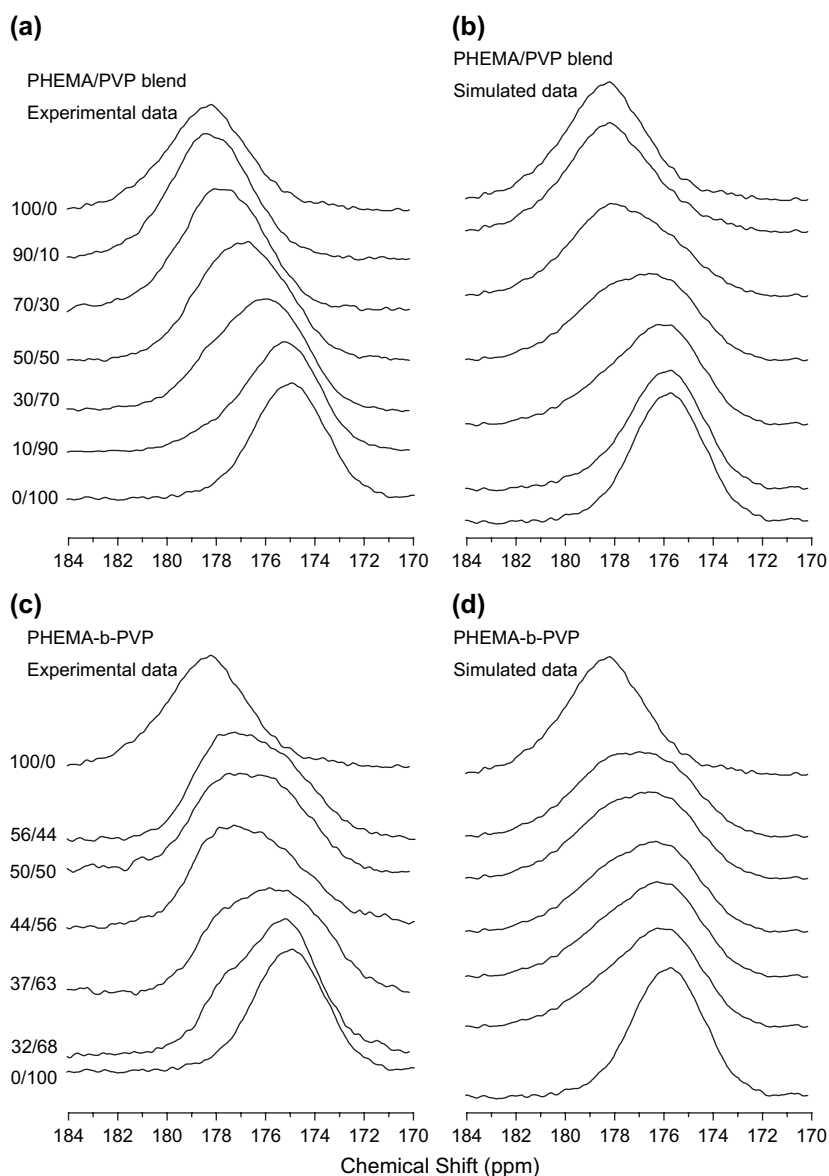 (a)
PHEMA/PVP blend
Experimental data
100/0
90/10
70/30
50/50
30/70
10/90
0/100
184 182 180 178 176 174 172 170
(b)
PHEMA/PVP blend
Simulated data
184 182 180 178 176 174 172 170
(c)
PHEMA-b-PVP
Experimental data
100/0
56/44
50/50
44/56
37/63
32/68
0/100
184 182 180 178 176 174 172 170
(d)
PHEMA-b-PVP
Simulated data
184 182 180 178 176 174 172 170
Chemical Shift (ppm)